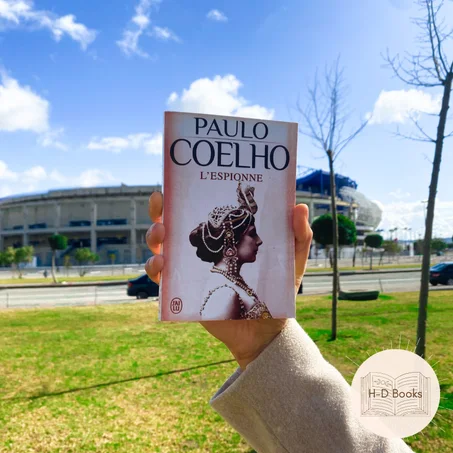 PAULO
COELHO
L'ESPIONNE
J'AI
LU
H-D Books